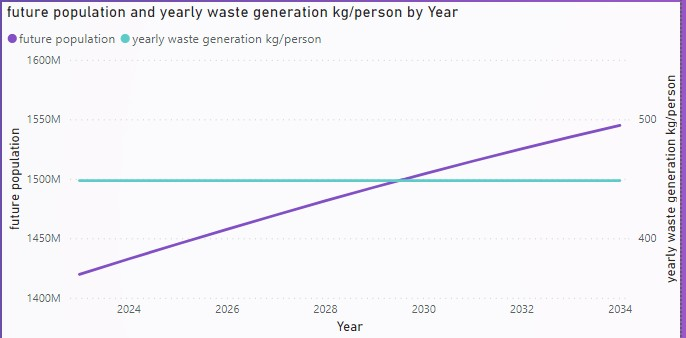 future population and yearly waste generation kg/person by Year
future population yearly waste generation kg/person
1600M
1550M
1500M
1450M
1400M
future population
500
400
yearly waste generation kg/person
2024 2026 2028 2030 2032 2034
Year